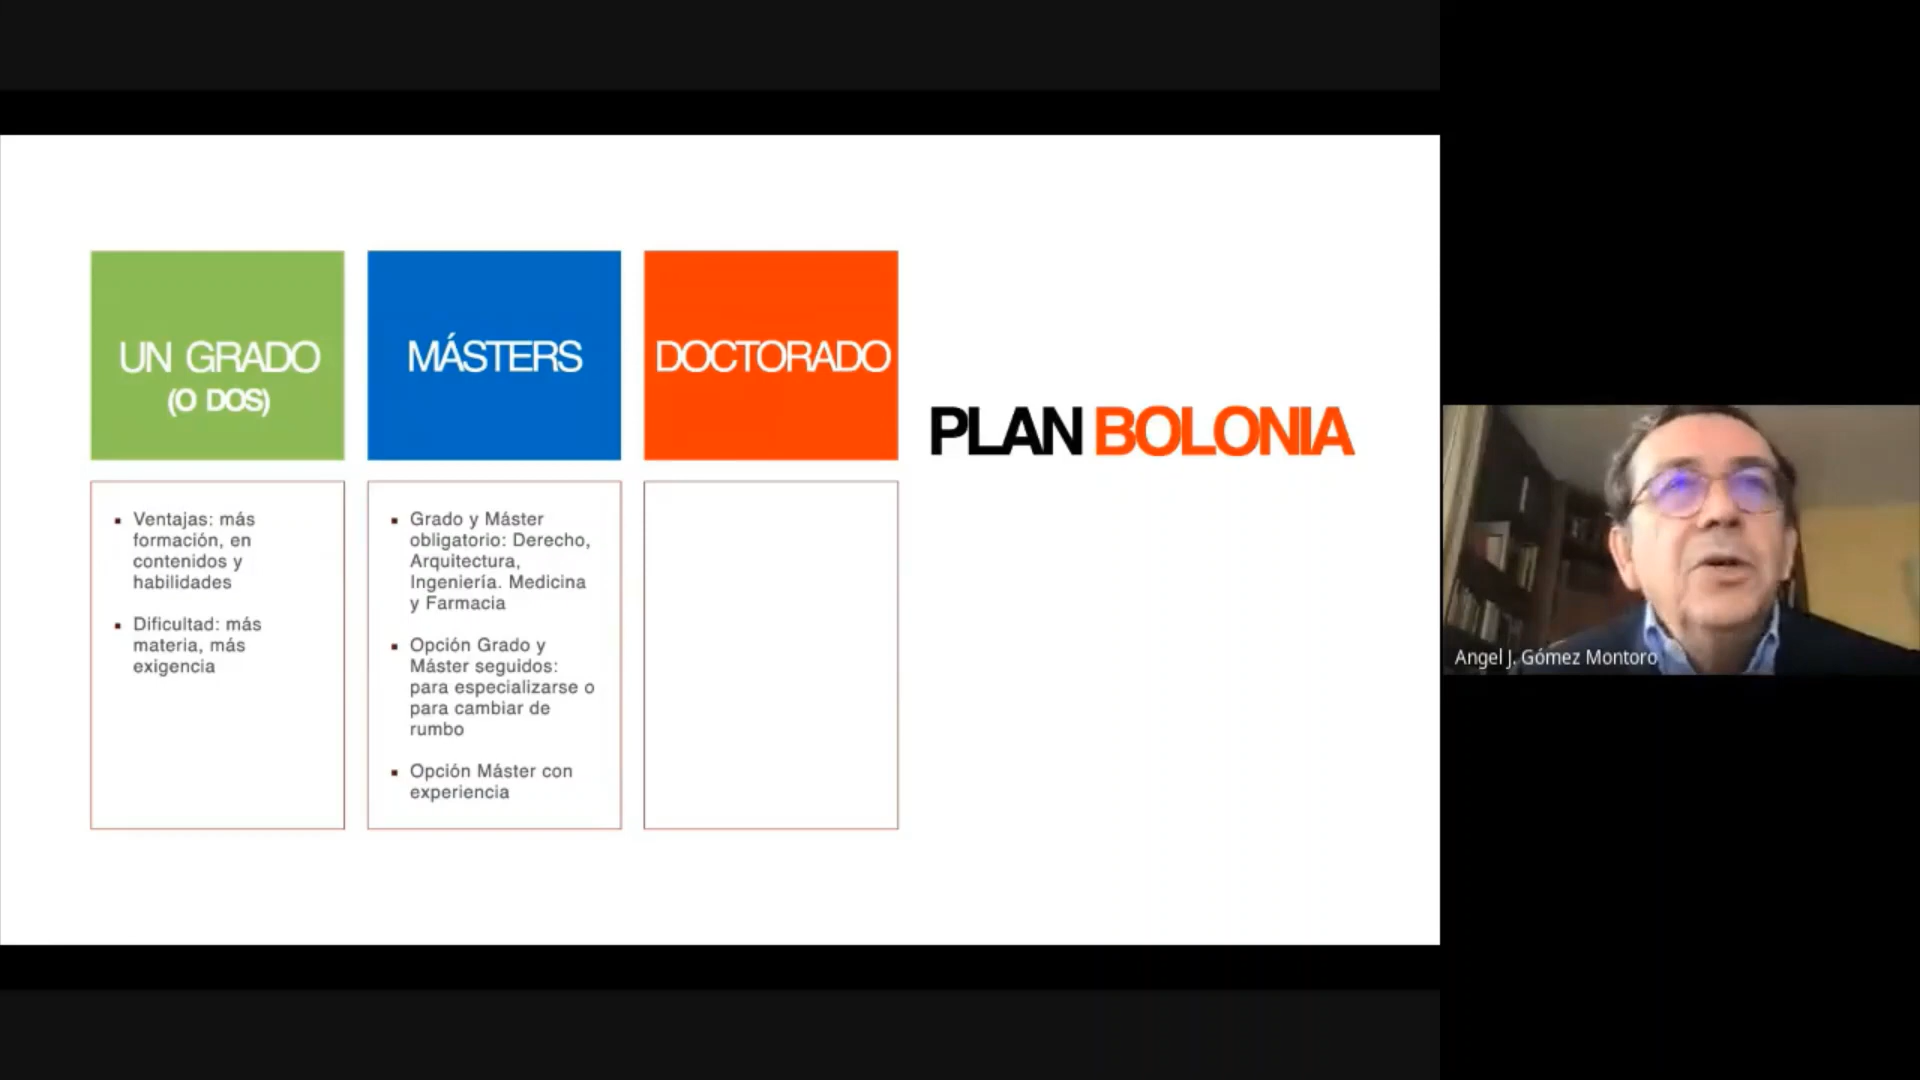 UN GRADO
(O DOS)
MÁSTERS
DOCTORADO
PLAN BOLONIA
▪ Ventajas: más
formación, en
contenidos y
habilidades
▪ Dificultad: más
materia, más
exigencia
▪ Grado y Máster
obligatorio: Derecho,
Arquitectura,
Ingeniería. Medicina
y Farmacia
▪ Opción Grado y
Máster seguidos:
para especializarse o
para cambiar de
rumbo
▪ Opción Máster con
experiencia
Angel J. Gómez Montoro